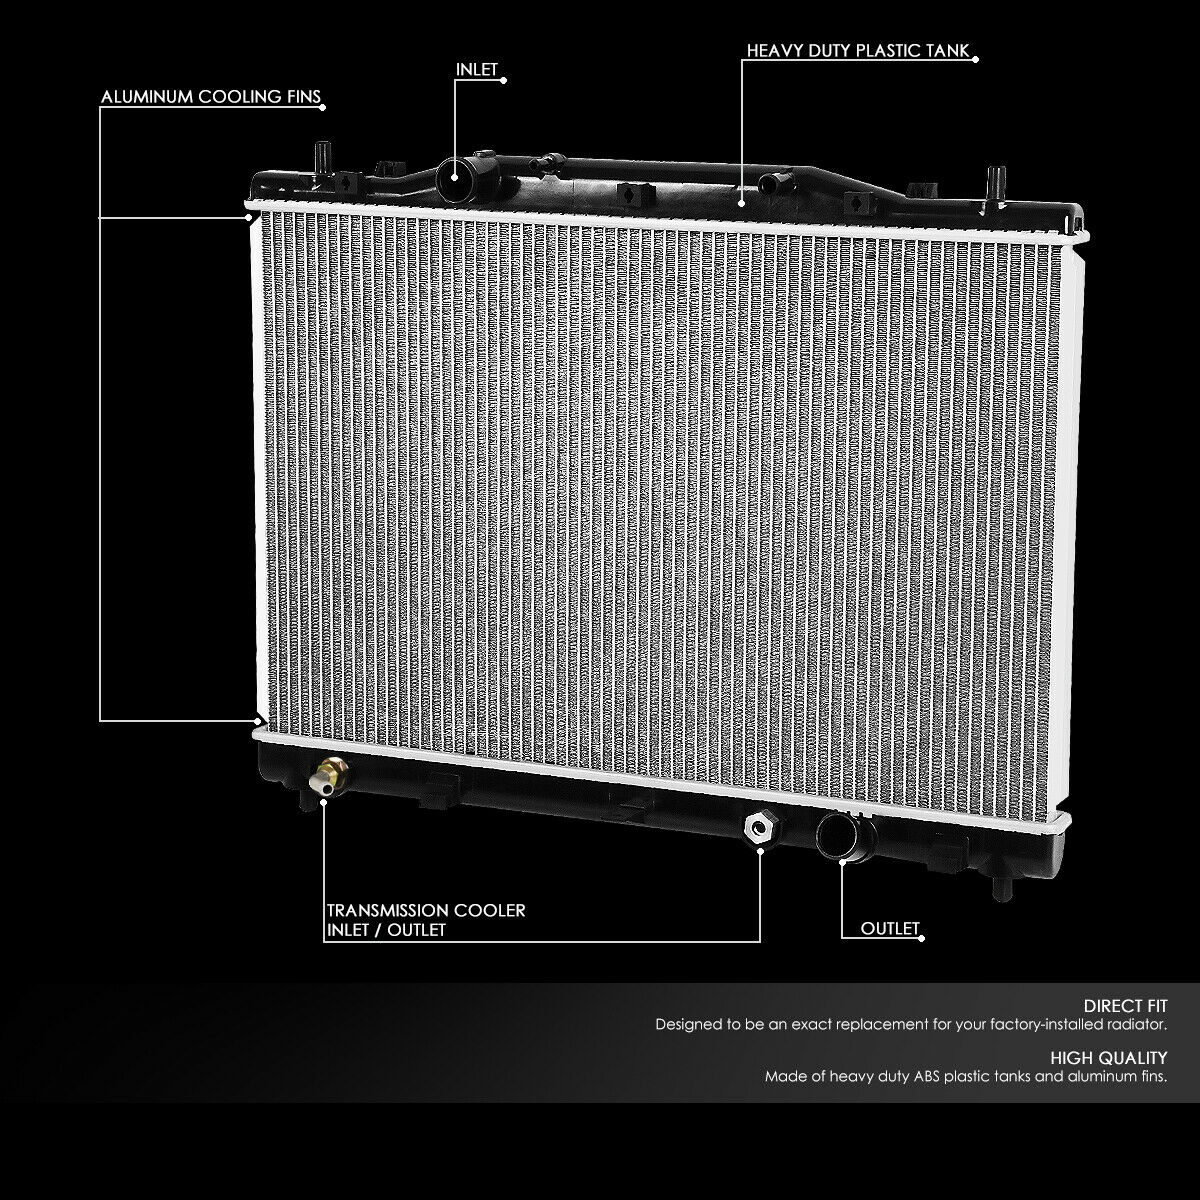 HEAVY DUTY PLASTIC TANK
INLET
ALUMINUM COOLING FINS
TRANSMISSION COOLER
INLET / OUTLET
OUTLET
DIRECT FIT
Designed to be an exact replacement for your factory-installed radiator.
HIGH QUALITY
Made of heavy duty ABS plastic tanks and aluminum fins.